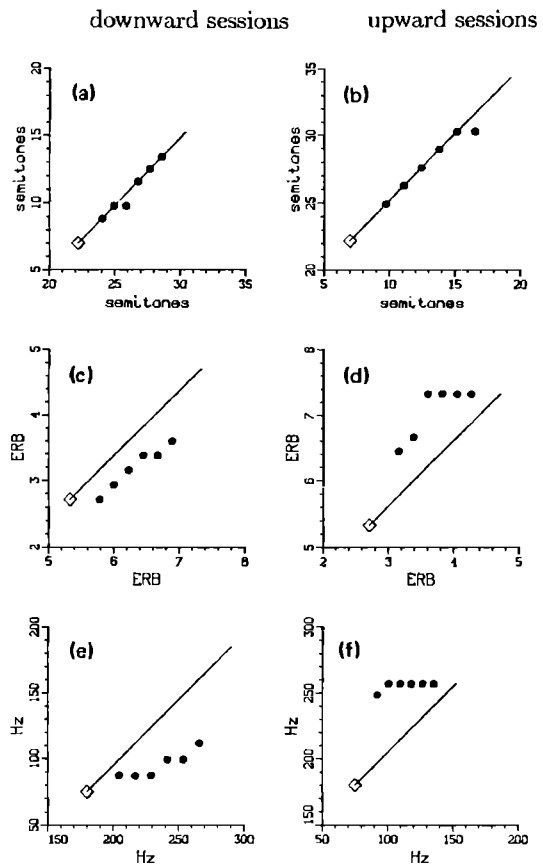 downward sessions upward sessions
(a)
semitones
5 10 15 20
20 25 30 35
semitones
(b)
semitones
20 25 30 35
5 10 15 20
semitones
(c)
ERB
2 3 4 5
5 6 7 8
ERB
(d)
ERB
5 6 7 8
2 3 4 5
ERB
(e)
Hz
50 100 150 200
150 200 250 300
Hz
(f)
Hz
150 200 250 300
50 100 150 200
Hz